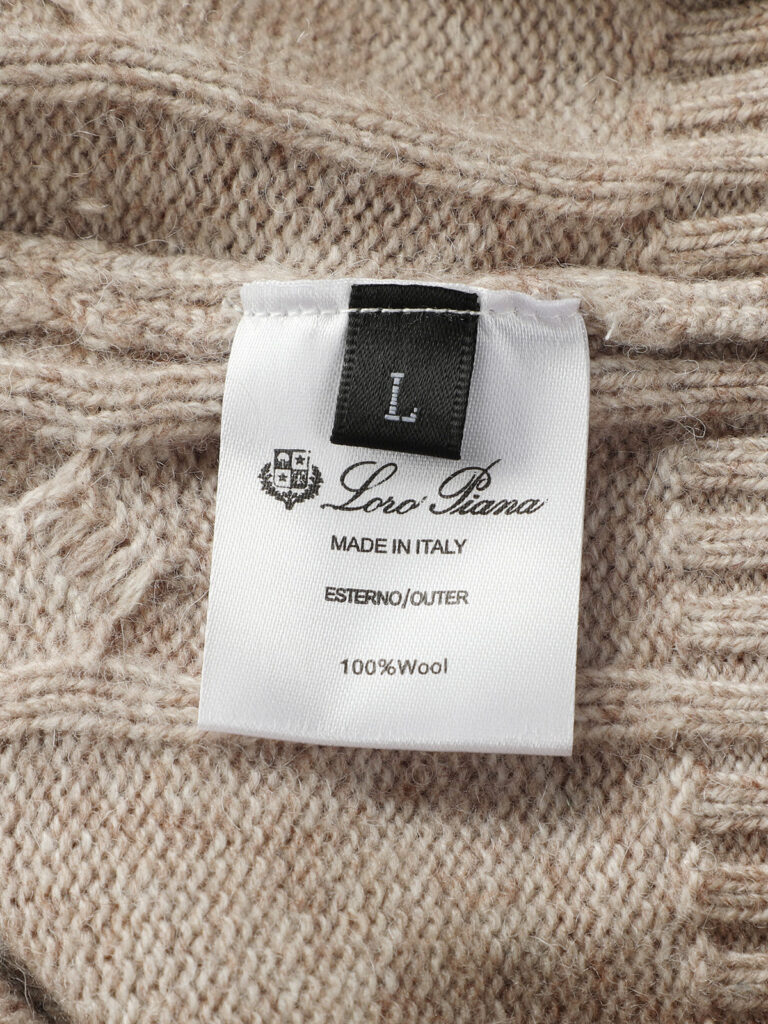 L
Loro Piana
MADE IN ITALY
ESTERNO/OUTER
100%Wool